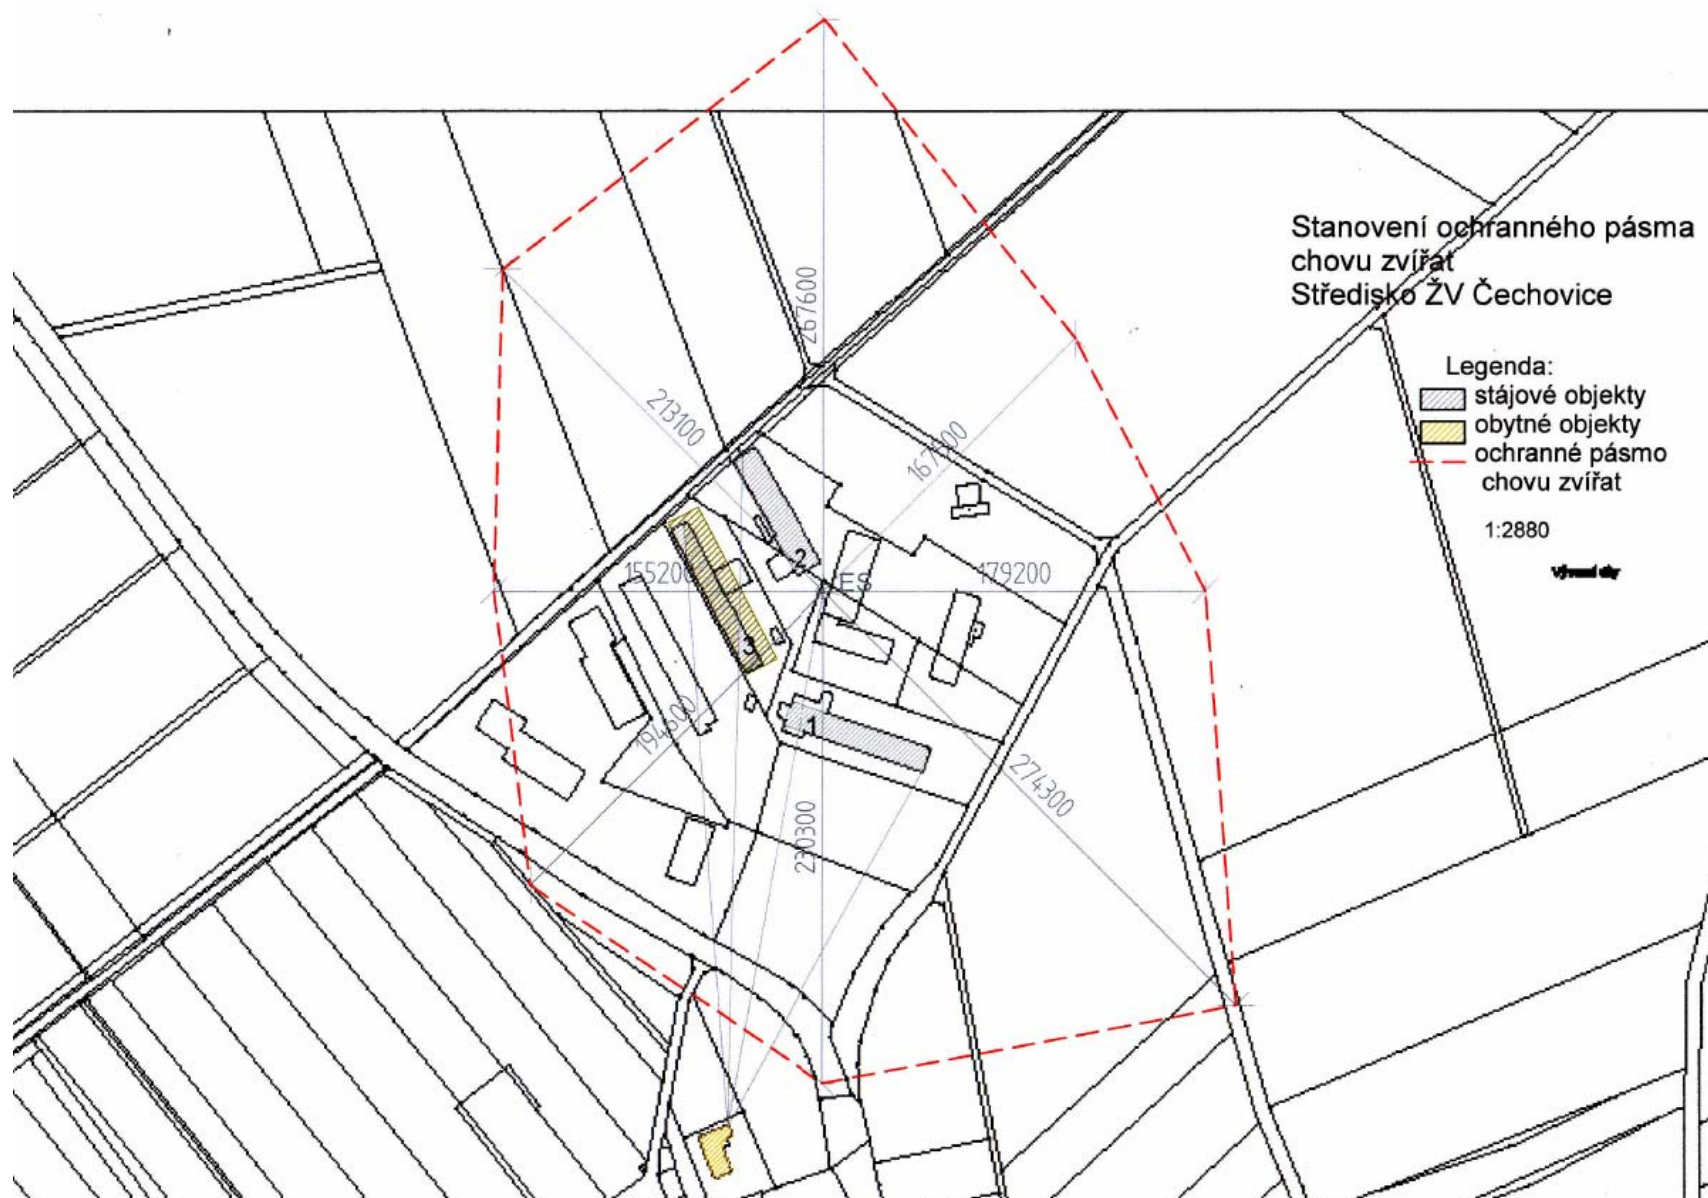 Stanovení ochranného pásma
chovu zvířat
Středisko ŽV Čechovice
Legenda:
stájové objekty
obytné objekty
ochranné pásmo
chovu zvířat
1:2880
267600
213100
155200
179200
194600
274300
230300
ES
2
3
1